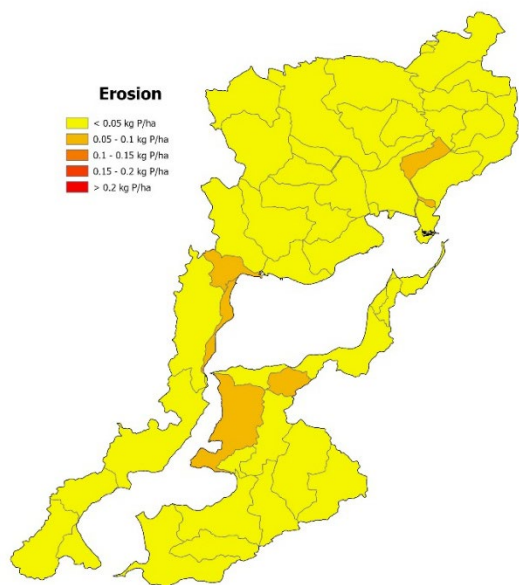 Erosion
< 0.05 kg P/ha
0.05 - 0.1 kg P/ha
0.1 - 0.15 kg P/ha
0.15 - 0.2 kg P/ha
> 0.2 kg P/ha